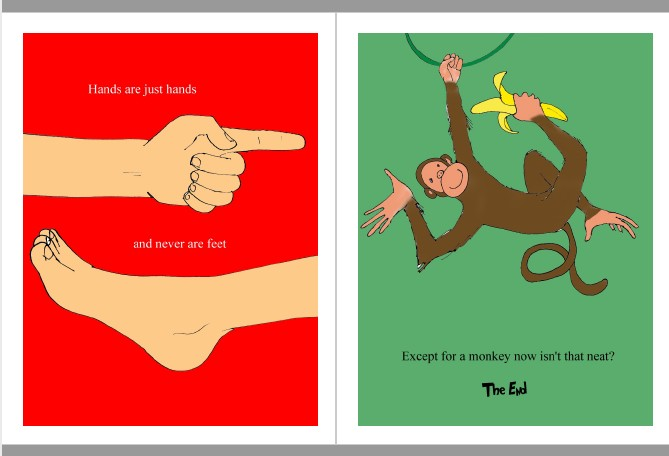 Hands are just hands
and never are feet
Except for a monkey now isn't that neat?
The End